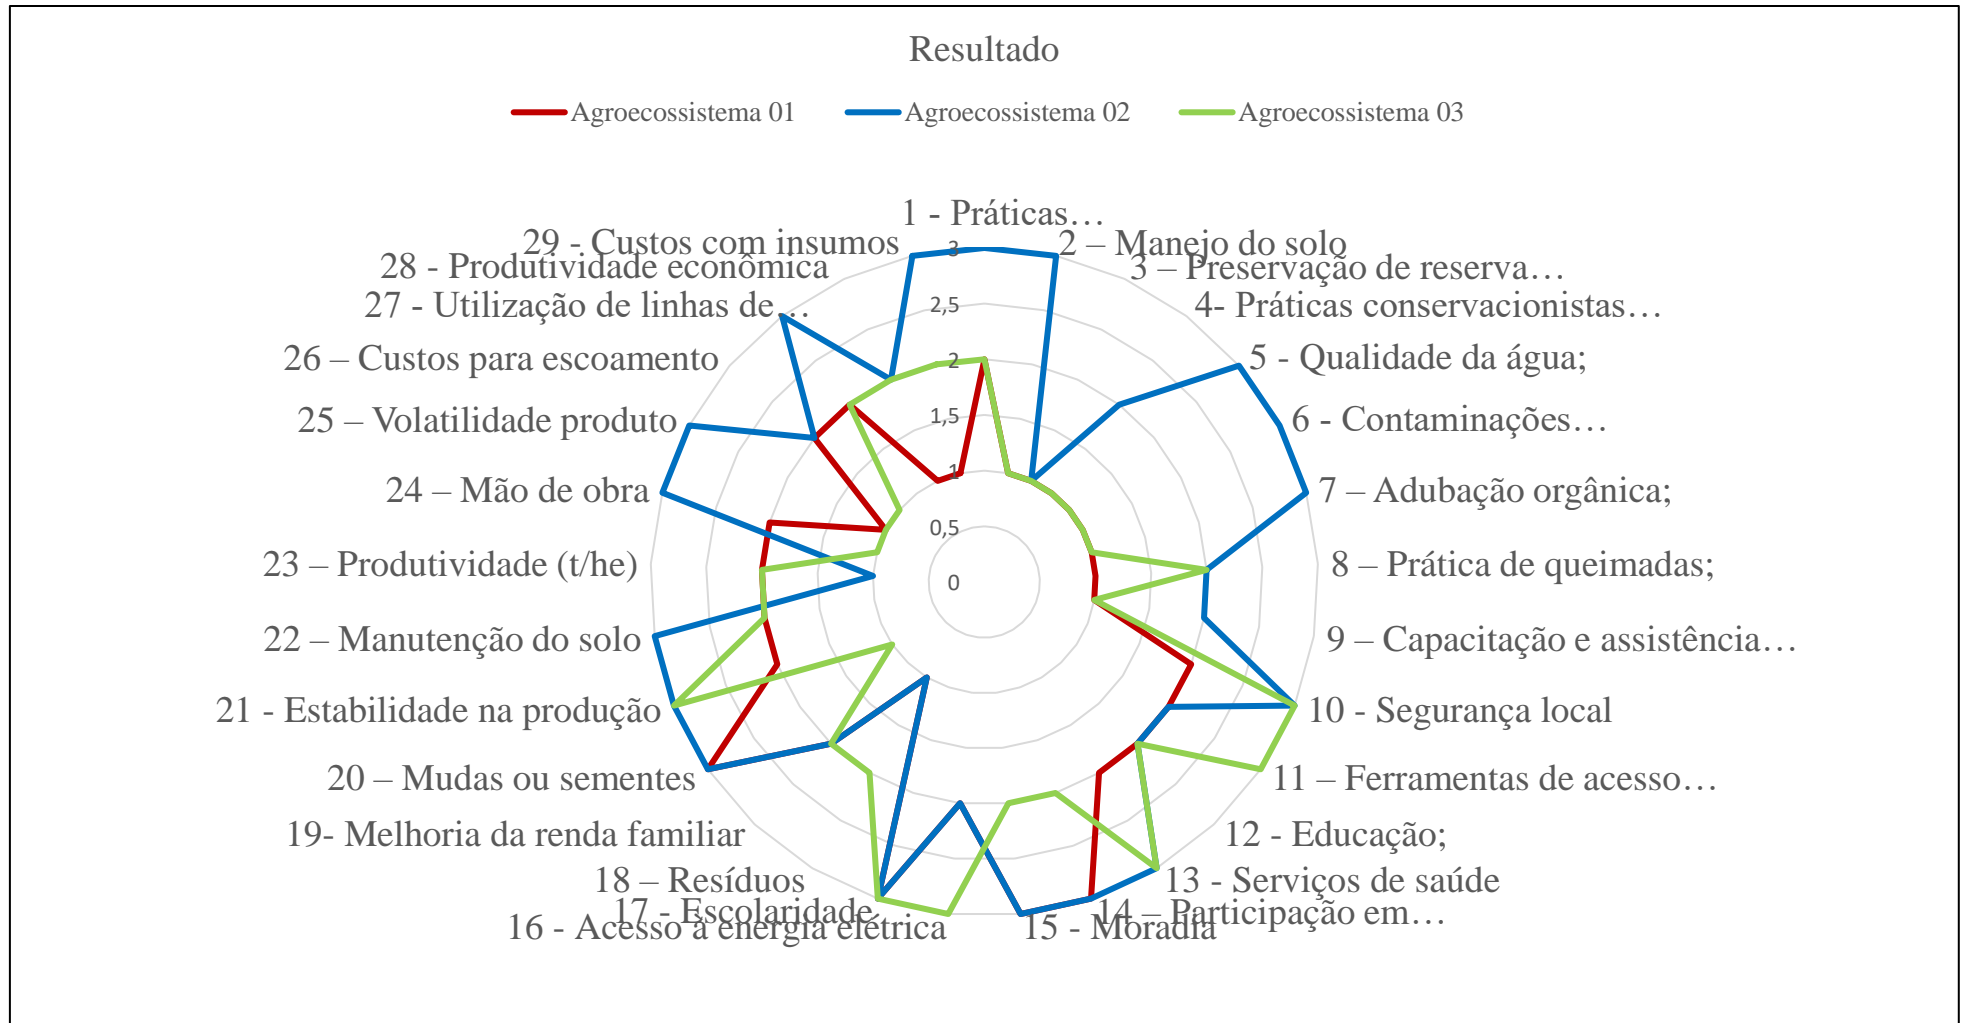 Resultado
Agroecossistema 01
Agroecossistema 02
Agroecossistema 03
1 - Práticas…
2 – Manejo do solo
3 – Preservação de reserva…
4- Práticas conservacionistas…
5 - Qualidade da água;
6 - Contaminações…
7 – Adubação orgânica;
8 – Prática de queimadas;
9 – Capacitação e assistência…
10 - Segurança local
11 – Ferramentas de acesso…
12 - Educação;
13 - Serviços de saúde
14 – Participação em…
15 - Moradia
16 - Acesso à energia elétrica
17 - Escolaridade
18 – Resíduos
19- Melhoria da renda familiar
20 – Mudas ou sementes
21 - Estabilidade na produção
22 – Manutenção do solo
23 – Produtividade (t/he)
24 – Mão de obra
25 – Volatilidade produto
26 – Custos para escoamento
27 - Utilização de linhas de…
28 - Produtividade econômica
29 - Custos com insumos
3
2,5
2
1,5
1
0,5
0